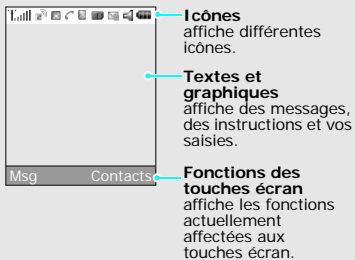 Icônes
affiche différentes
icônes.
Textes et
graphiques
affiche des messages,
des instructions et vos
saisies.
Msg Contacts
Fonctions des
touches écran
affiche les fonctions
actuellement
affectées aux
touches écran.